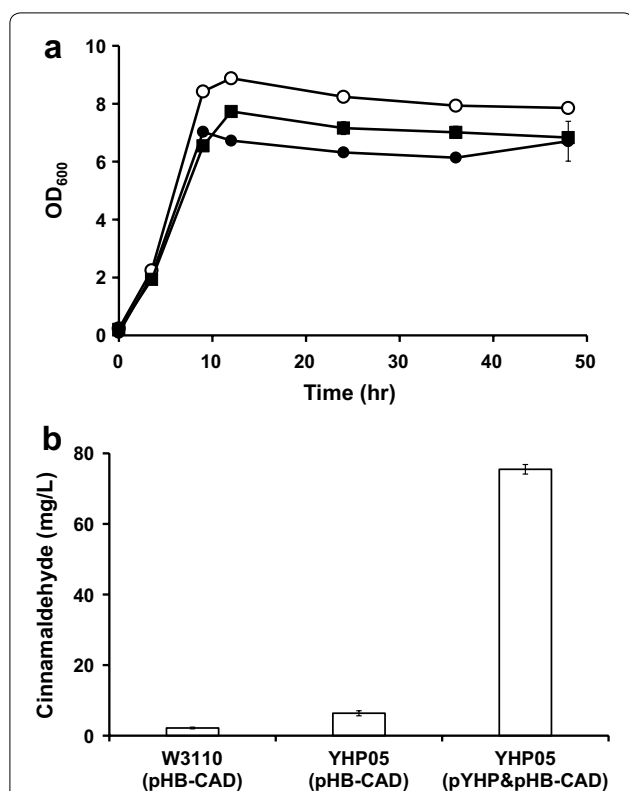 a
10
8
6
4
2
0
OD600
0 10 20 30 40 50
Time (hr)
b
80
60
40
20
0
Cinnamaldehyde (mg/L)
W3110 YHP05 YHP05
(pHB-CAD) (pHB-CAD) (pYHP&pHB-CAD)